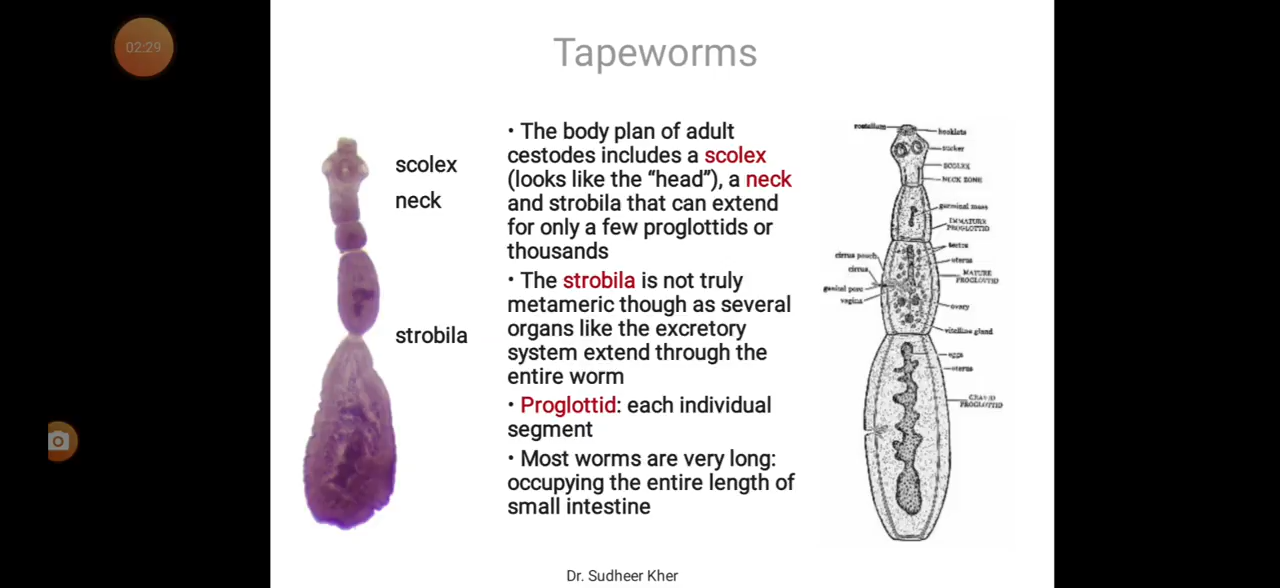 02:29
Tapeworms
scolex
neck
strobila
· The body plan of adult
cestodes includes a scolex
(looks like the “head”), a neck
and strobila that can extend
for only a few proglottids or
thousands
· The strobila is not truly
metameric though as several
organs like the excretory
system extend through the
entire worm
· Proglottid: each individual
segment
· Most worms are very long:
occupying the entire length of
small intestine
rostellum
hooklets
sucker
SCOLEX
NECK ZONE
germinal mass
IMMATURE
PROGLOTTID
testes
uterus
cirrus pouch
cirrus
MATURE
PROGLOTTID
genital pore
vagina
ovary
vitelline gland
eggs
uterus
GRAVID
PROGLOTTID
Dr. Sudheer Kher